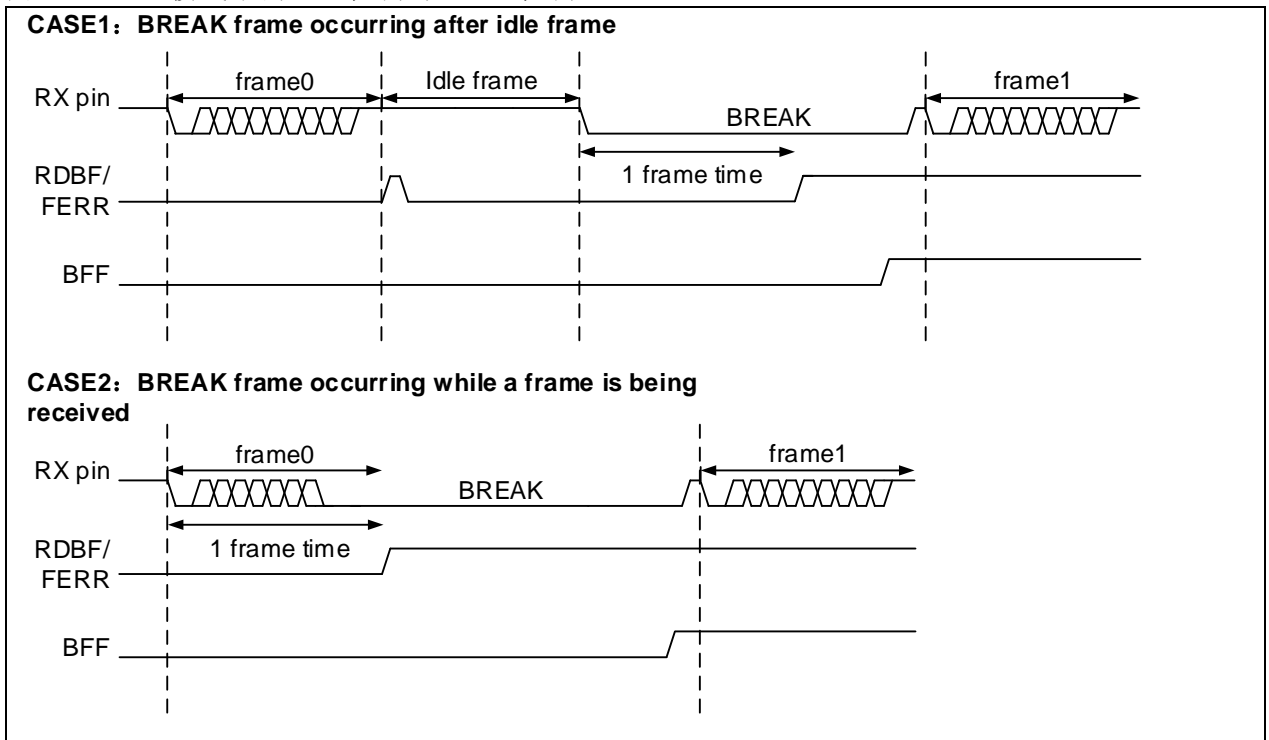 CASE1：BREAK frame occurring after idle frame
frame0
Idle frame
frame1
RX pin
BREAK
1 frame time
RDBF/
FERR
BFF
CASE2：BREAK frame occurring while a frame is being
received
frame0
frame1
RX pin
BREAK
1 frame time
RDBF/
FERR
BFF